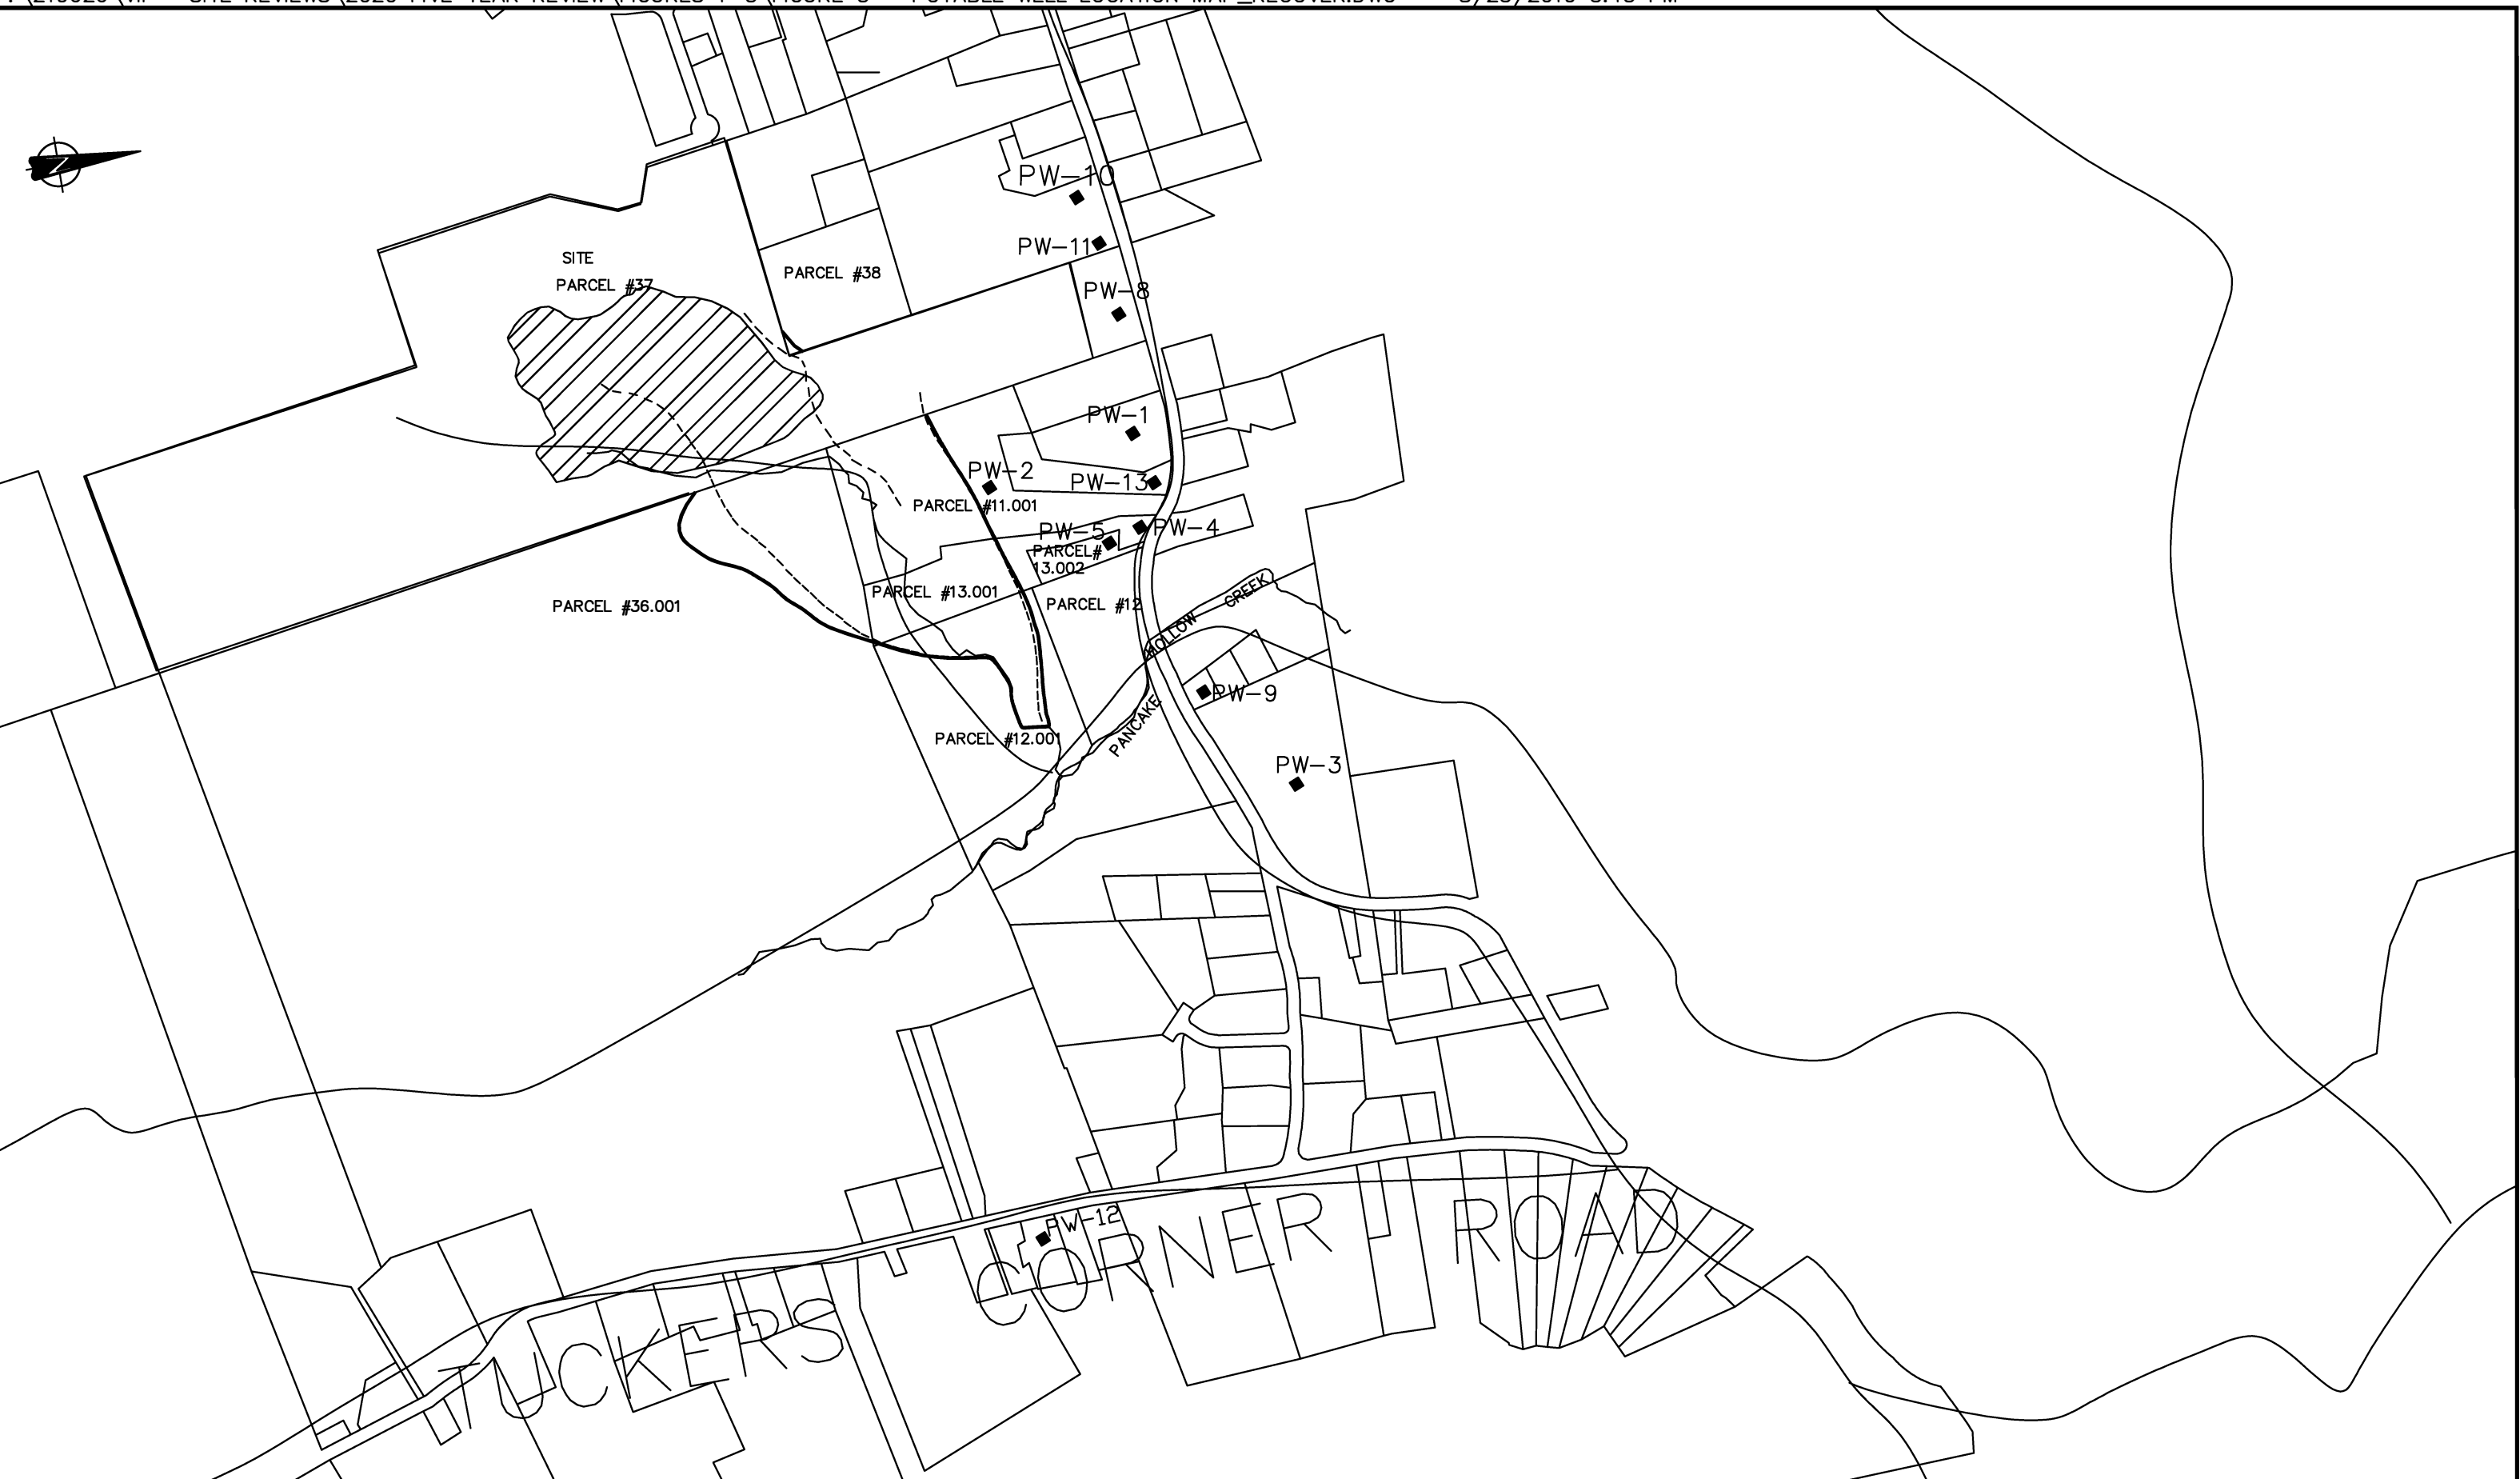 PW-10
PW-11
SITE
PARCEL #37
PARCEL #38
PW-8
PW-1
PW-2
PW-13
PARCEL #11.001
PW-5
PW-4
PARCEL#
13.002
PARCEL #13.001
PARCEL #12
PARCEL #36.001
PANCAKE HOLLOW CREEK
PW-9
PARCEL #12.001
PW-3
PW-12
TUCKERS CORNER ROAD
N